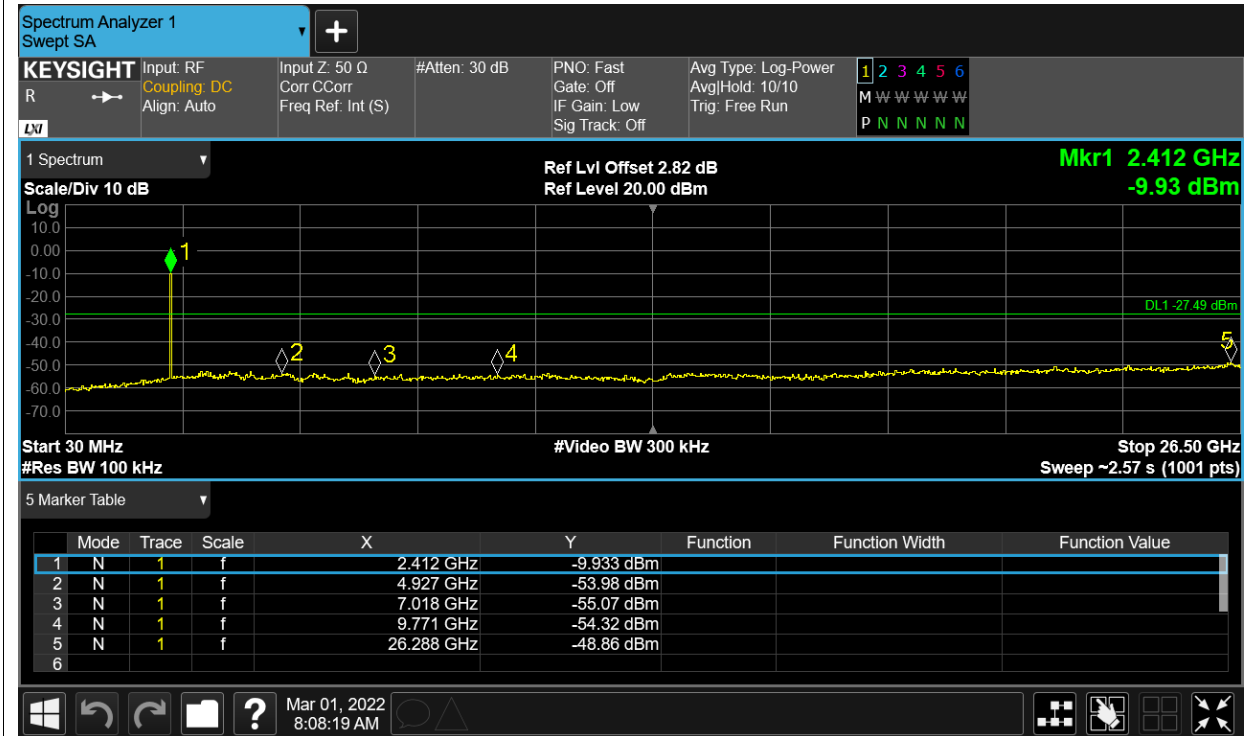 Spectrum Analyzer 1
Swept SA
KEYSIGHT
R
LXI
Input: RF
Coupling: DC
Align: Auto
Input Z: 50 Ω
Corr CCorr
Freq Ref: Int (S)
#Atten: 30 dB
PNO: Fast
Gate: Off
IF Gain: Low
Sig Track: Off
Avg Type: Log-Power
Avg|Hold: 10/10
Trig: Free Run
1 2 3 4 5 6
M W W W W W
P N N N N N
1 Spectrum
Scale/Div 10 dB
Ref Lvl Offset 2.82 dB
Ref Level 20.00 dBm
Mkr1 2.412 GHz
-9.93 dBm
Log
10.0
0.00
-10.0
-20.0
-30.0
-40.0
-50.0
-60.0
-70.0
1
2
3
4
5
DL1 -27.49 dBm
Start 30 MHz
#Res BW 100 kHz
#Video BW 300 kHz
Stop 26.50 GHz
Sweep ~2.57 s (1001 pts)
5 Marker Table
Mode Trace Scale X Y Function Function Width Function Value
1 N 1 f 2.412 GHz -9.933 dBm
2 N 1 f 4.927 GHz -53.98 dBm
3 N 1 f 7.018 GHz -55.07 dBm
4 N 1 f 9.771 GHz -54.32 dBm
5 N 1 f 26.288 GHz -48.86 dBm
6
?
Mar 01, 2022
8:08:19 AM